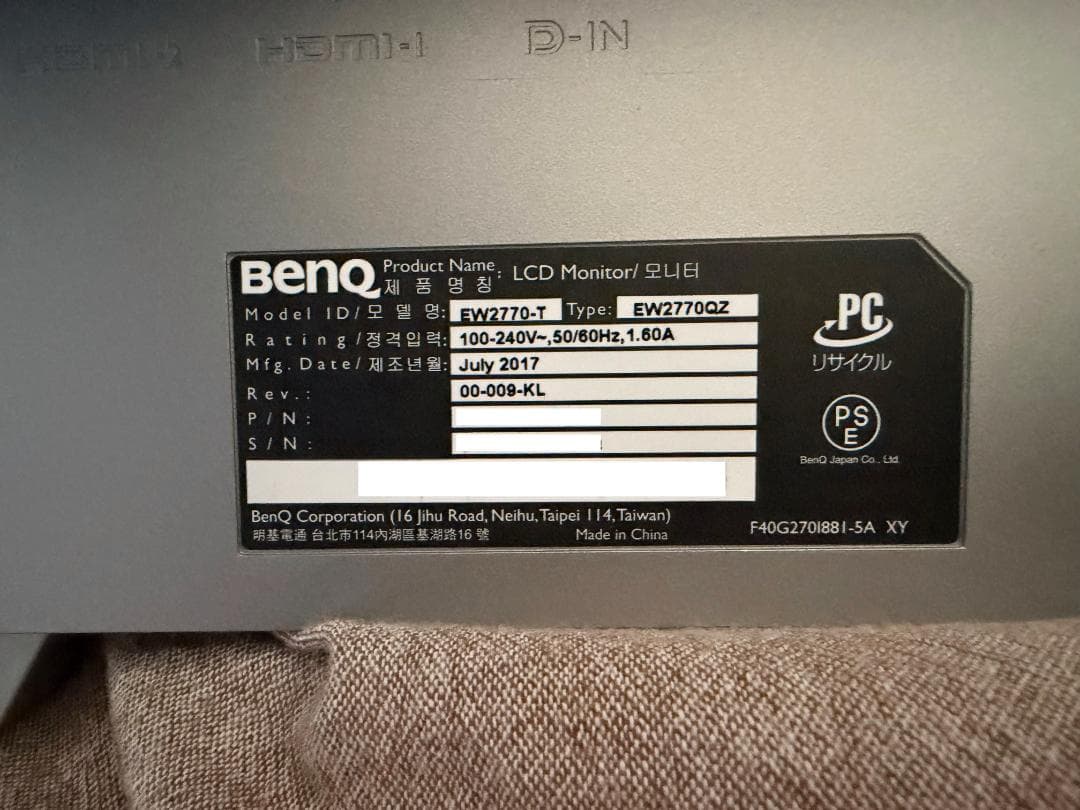 HDMI-2 HDMI-1 D-IN
BenQ Product Name : LCD Monitor/ 모니터
제 품 명 칭
Model ID/모 델 명: EW2770-T Type: EW2770QZ
Rating/정격입력: 100-240V~,50/60Hz,1.60A
Mfg. Date/제조년월: July 2017
Rev.: 00-009-KL
P/N:
S/N:
BenQ Corporation (16 Jihu Road, Neihu, Taipei 114, Taiwan)
明基電通 台北市114內湖區基湖路16 號 Made in China
PC
リサイクル
PS
E
BenQ Japan Co., Ltd.
F40G270I881-5A XY